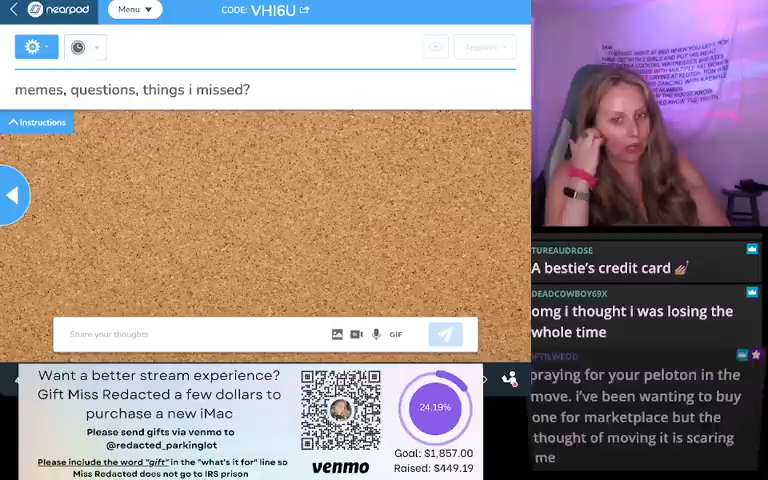 nearpod
Menu
CODE: VHI6U
Approve
memes, questions, things i missed?
Instructions
Share your thoughts
GIF
Want a better stream experience?
Gift Miss Redacted a few dollars to
purchase a new iMac
Please send gifts via venmo to
@redacted_parkinglot
Please include the word "gift" in the "what's it for" line so
Miss Redacted does not go to IRS prison
venmo
24.19%
Goal: $1,857.00
Raised: $449.19
TUREAUDROSE
A bestie's credit card 💅🏽
DEADCOWBOY69X
omg i thought i was losing the
whole time
praying for your peloton in the
move. i've been wanting to buy
one for marketplace but the
thought of moving it is scaring
me